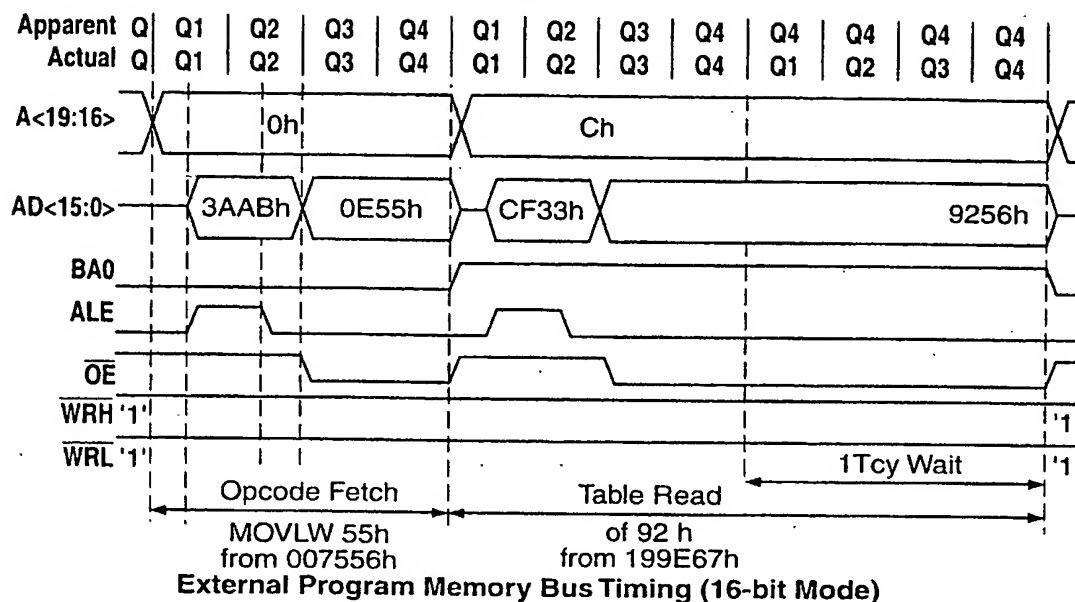 Apparent Q Q1 Q2 Q3 Q4 Q1 Q2 Q3 Q4 Q4 Q4 Q4 Q4
Actual Q Q1 Q2 Q3 Q4 Q1 Q2 Q3 Q4 Q1 Q2 Q3 Q4
A<19:16> 0h Ch
AD<15:0> 3AABh 0E55h CF33h 9256h
BA0
ALE
OE
WRH '1' '1
WRL '1' '1
1Tcy Wait
Opcode Fetch Table Read
MOVLW 55h of 92 h
from 007556h from 199E67h
External Program Memory Bus Timing (16-bit Mode)